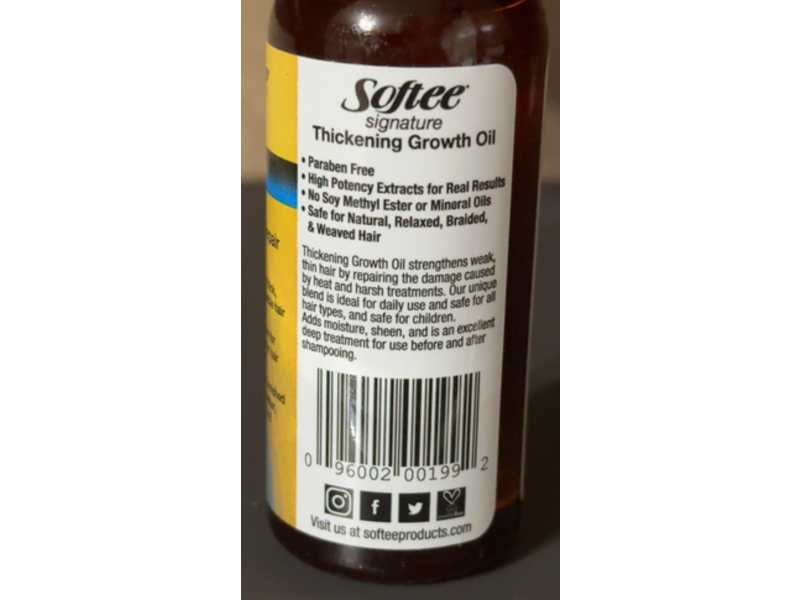 Softee
signature
Thickening Growth Oil
• Paraben Free
• High Potency Extracts for Real Results
• No Soy Methyl Ester or Mineral Oils
• Safe for Natural, Relaxed, Braided,
& Weaved Hair
Thickening Growth Oil strengthens weak,
thin hair by repairing the damage caused
by heat and harsh treatments. Our unique
blend is ideal for daily use and safe for all
hair types, and safe for children.
Adds moisture, sheen, and is an excellent
deep treatment for use before and after
shampooing.
0 96002 00199 2
f
Visit us at softeeproducts.com
hair
hair